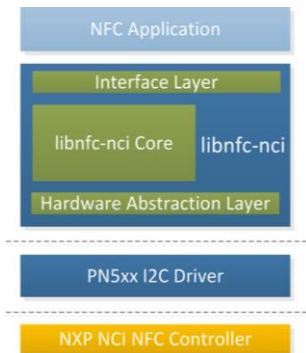 NFC Application
Interface Layer
libnfc-nci Core
libnfc-nci
Hardware Abstraction Layer
PN5xx I2C Driver
NXP NCI NFC Controller